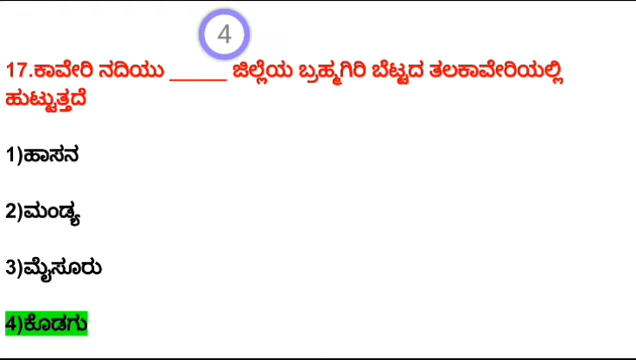 4
17.ಕಾವೇರಿ ನದಿಯು _____ ಜಿಲ್ಲೆಯ ಬ್ರಹ್ಮಗಿರಿ ಬೆಟ್ಟದ ತಲಕಾವೇರಿಯಲ್ಲಿ
ಹುಟ್ಟುತ್ತದೆ
1)ಹಾಸನ
2)ಮಂಡ್ಯ
3)ಮೈಸೂರು
4)ಕೊಡಗು